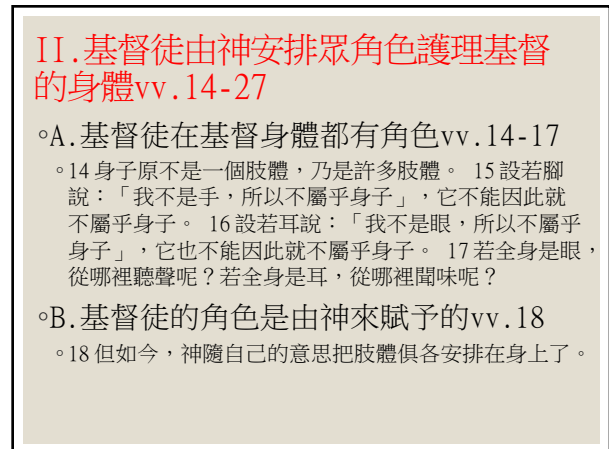 II.基督徒由神安排眾角色護理基督
的身體vv.14-27
◦A.基督徒在基督身體都有角色vv.14-17
◦14 身子原不是一個肢體，乃是許多肢體。 15 設若腳
說：「我不是手，所以不屬乎身子」，它不能因此就
不屬乎身子。 16 設若耳說：「我不是眼，所以不屬乎
身子」，它也不能因此就不屬乎身子。 17 若全身是眼，
從哪裡聽聲呢？若全身是耳，從哪裡聞味呢？
◦B.基督徒的角色是由神來賦予的vv.18
◦18 但如今，神隨自己的意思把肢體俱各安排在身上了。